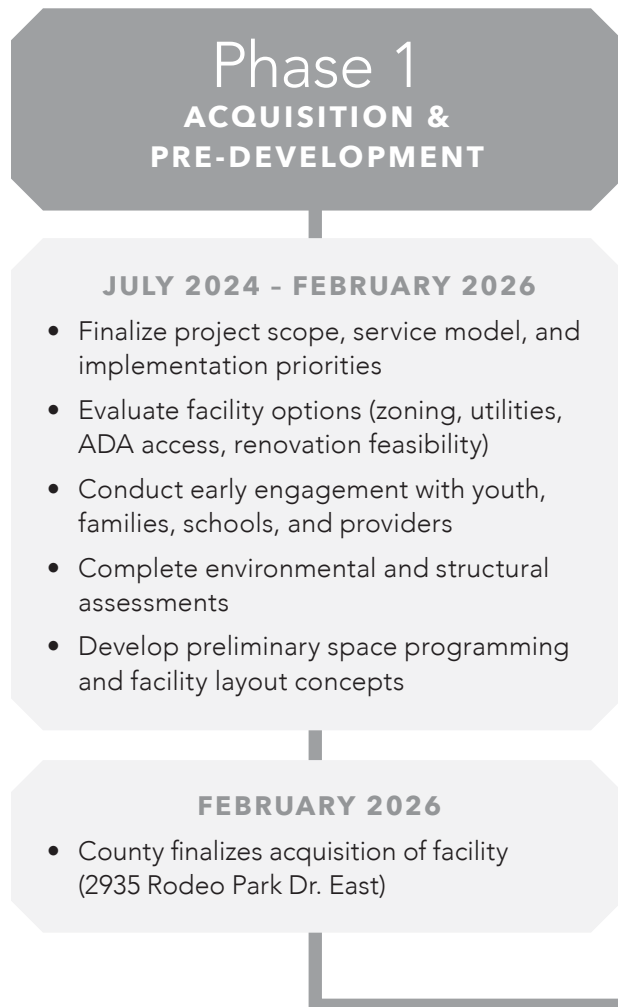 Phase 1
ACQUISITION &
PRE-DEVELOPMENT
JULY 2024 – FEBRUARY 2026
• Finalize project scope, service model, and
implementation priorities
• Evaluate facility options (zoning, utilities,
ADA access, renovation feasibility)
• Conduct early engagement with youth,
families, schools, and providers
• Complete environmental and structural
assessments
• Develop preliminary space programming
and facility layout concepts
FEBRUARY 2026
• County finalizes acquisition of facility
(2935 Rodeo Park Dr. East)